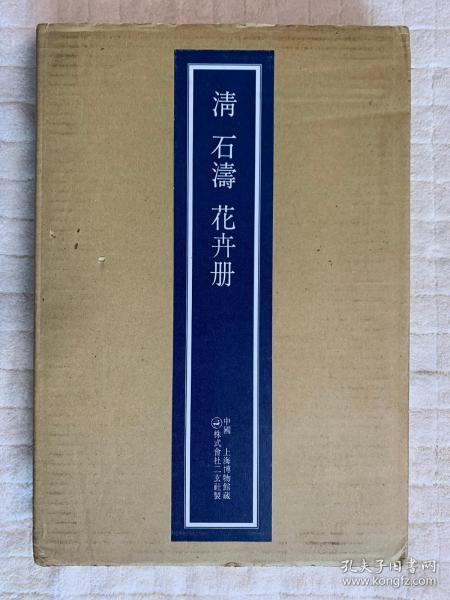 清 石濤 花卉册
中國 上海博物館藏
株式會社二玄社製
孔夫子旧书网
www.kongfz.com